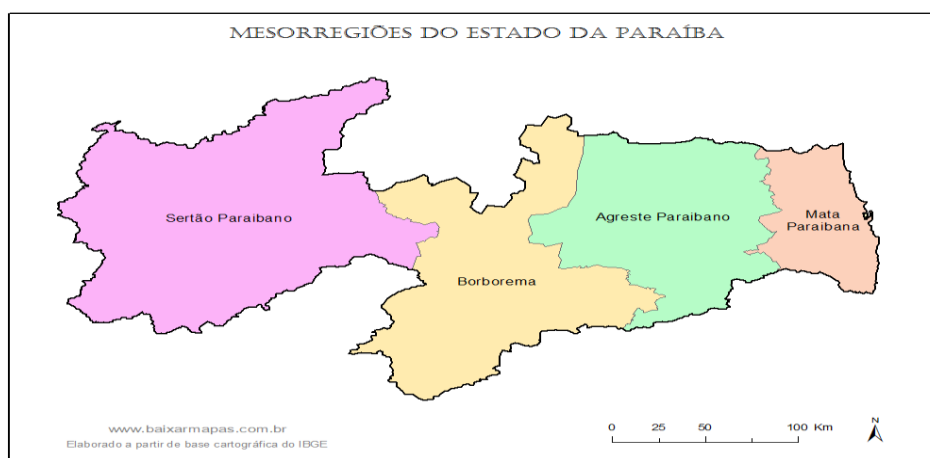 MESORREGIÕES DO ESTADO DA PARAÍBA
Sertão Paraibano
Borborema
Agreste Paraibano
Mata
Paraibana
www.baixarmapas.com.br
Elaborado a partir de base cartográfica do IBGE
0 25 50 100 Km
N